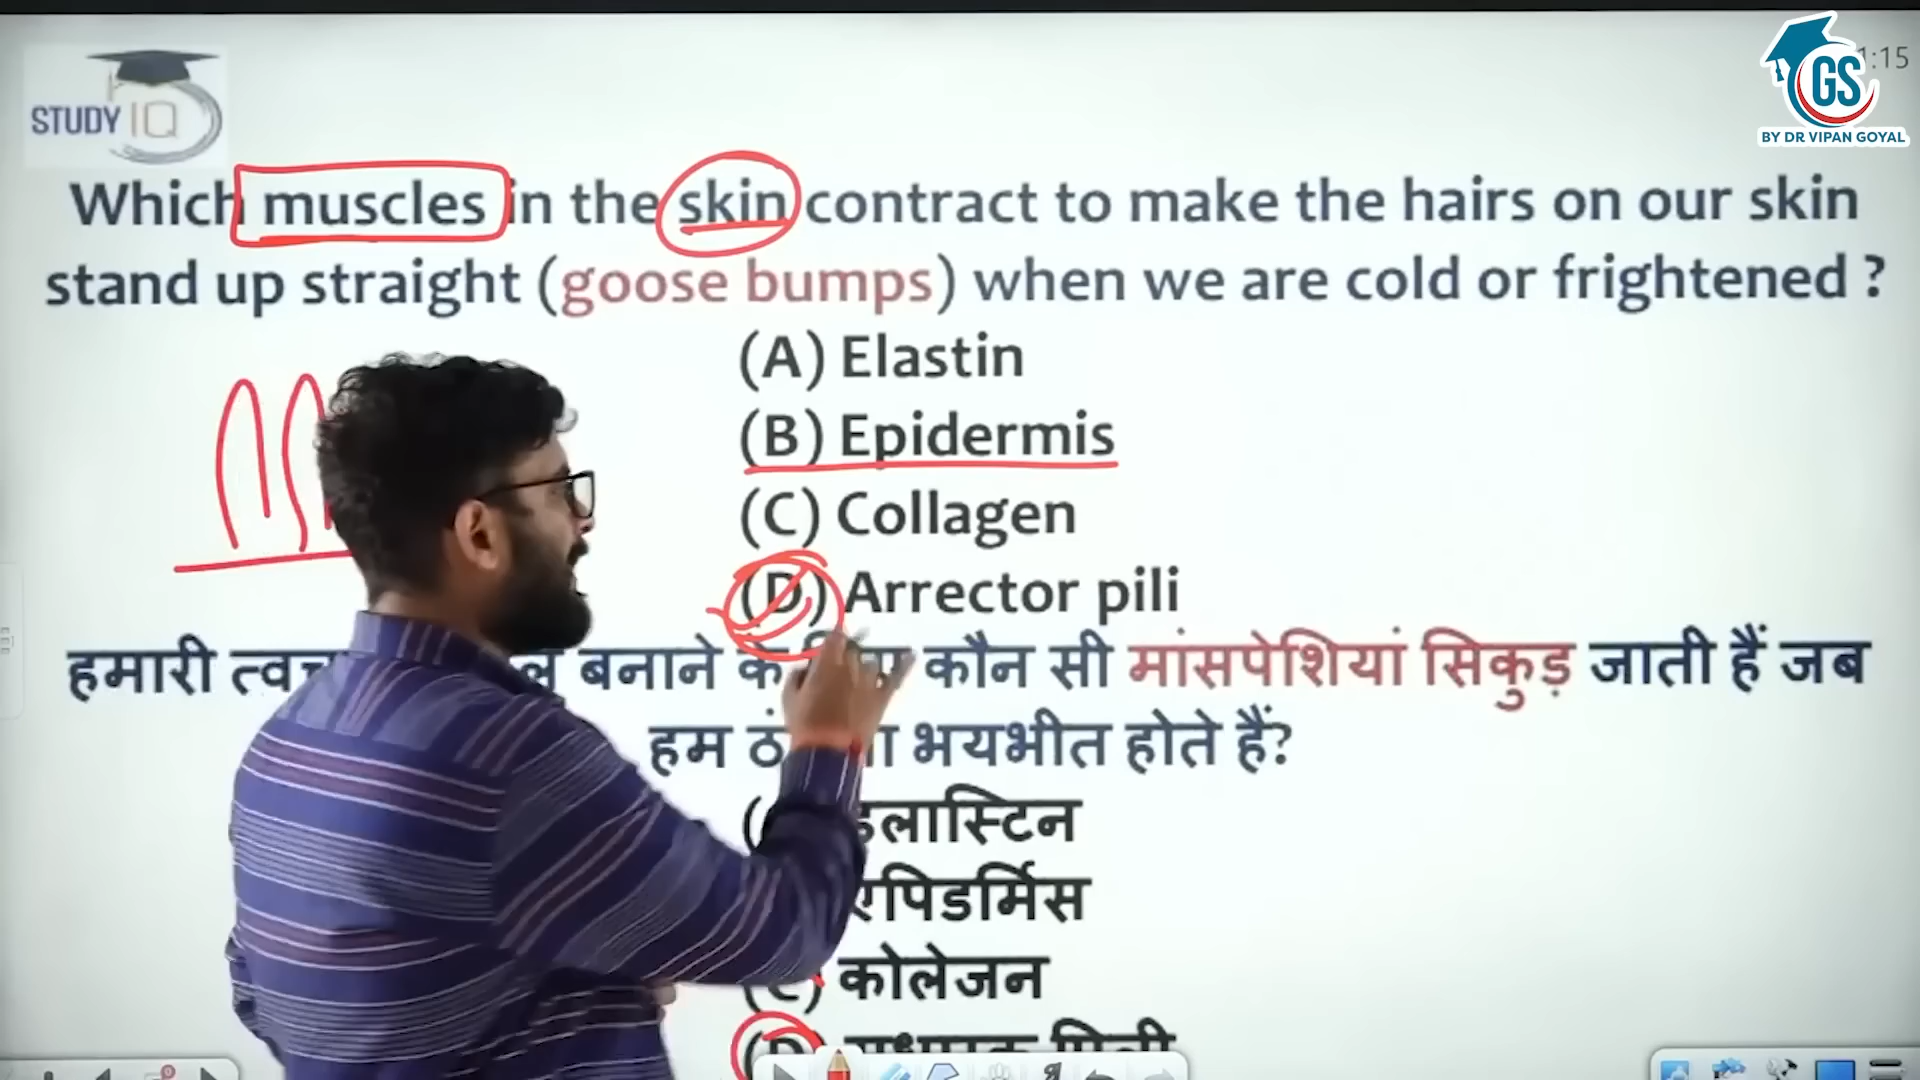 STUDY IQ
GS
:15
BY DR VIPAN GOYAL
Which muscles in the skin contract to make the hairs on our skin
stand up straight (goose bumps) when we are cold or frightened ?
(A) Elastin
(B) Epidermis
(C) Collagen
(D) Arrector pili
हमारी बनाने के कौन सी मांसपेशियां सिकुड़ जाती हैं जब
हम भयभीत होते हैं?
इलास्टिन
एपिडर्मिस
(C) कोलेजन
(D)